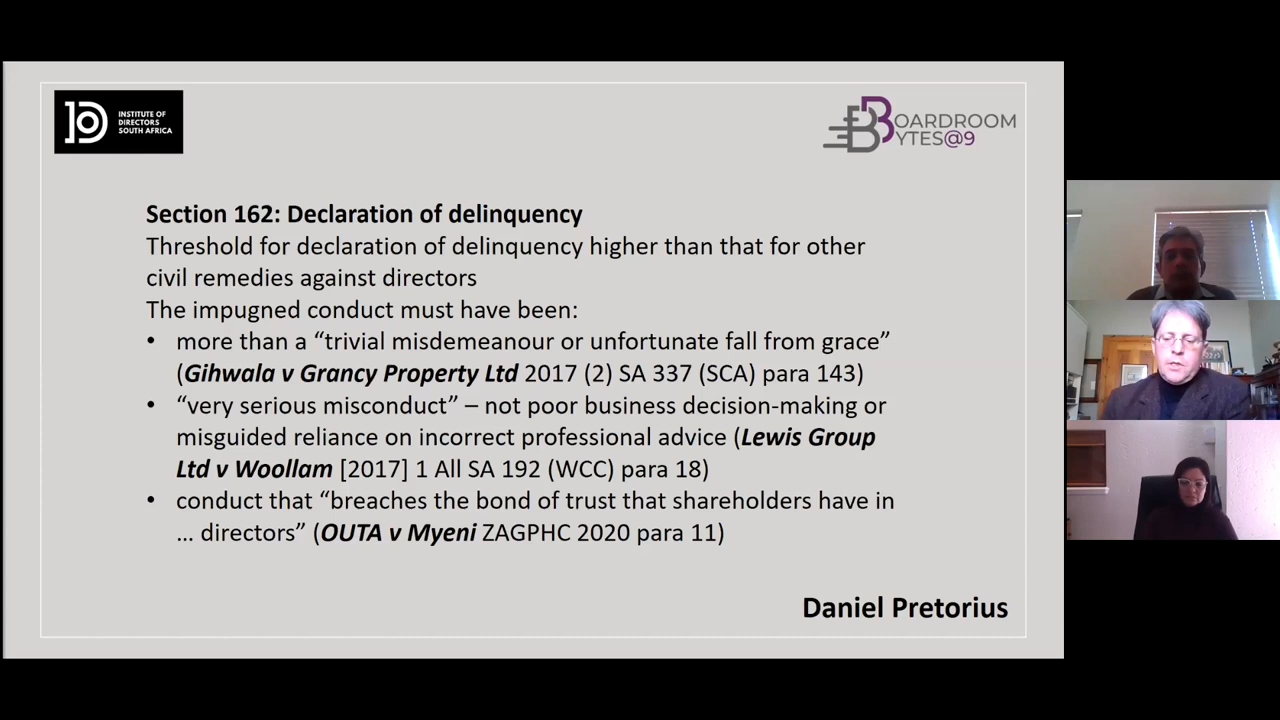 INSTITUTE OF
DIRECTORS
SOUTH AFRICA
BOARDROOM
BYTES@9
Section 162: Declaration of delinquency
Threshold for declaration of delinquency higher than that for other
civil remedies against directors
The impugned conduct must have been:
• more than a “trivial misdemeanour or unfortunate fall from grace”
(Gihwala v Grancy Property Ltd 2017 (2) SA 337 (SCA) para 143)
• “very serious misconduct” – not poor business decision-making or
misguided reliance on incorrect professional advice (Lewis Group
Ltd v Woollam [2017] 1 All SA 192 (WCC) para 18)
• conduct that “breaches the bond of trust that shareholders have in
... directors” (OUTA v Myeni ZAGPHC 2020 para 11)
Daniel Pretorius